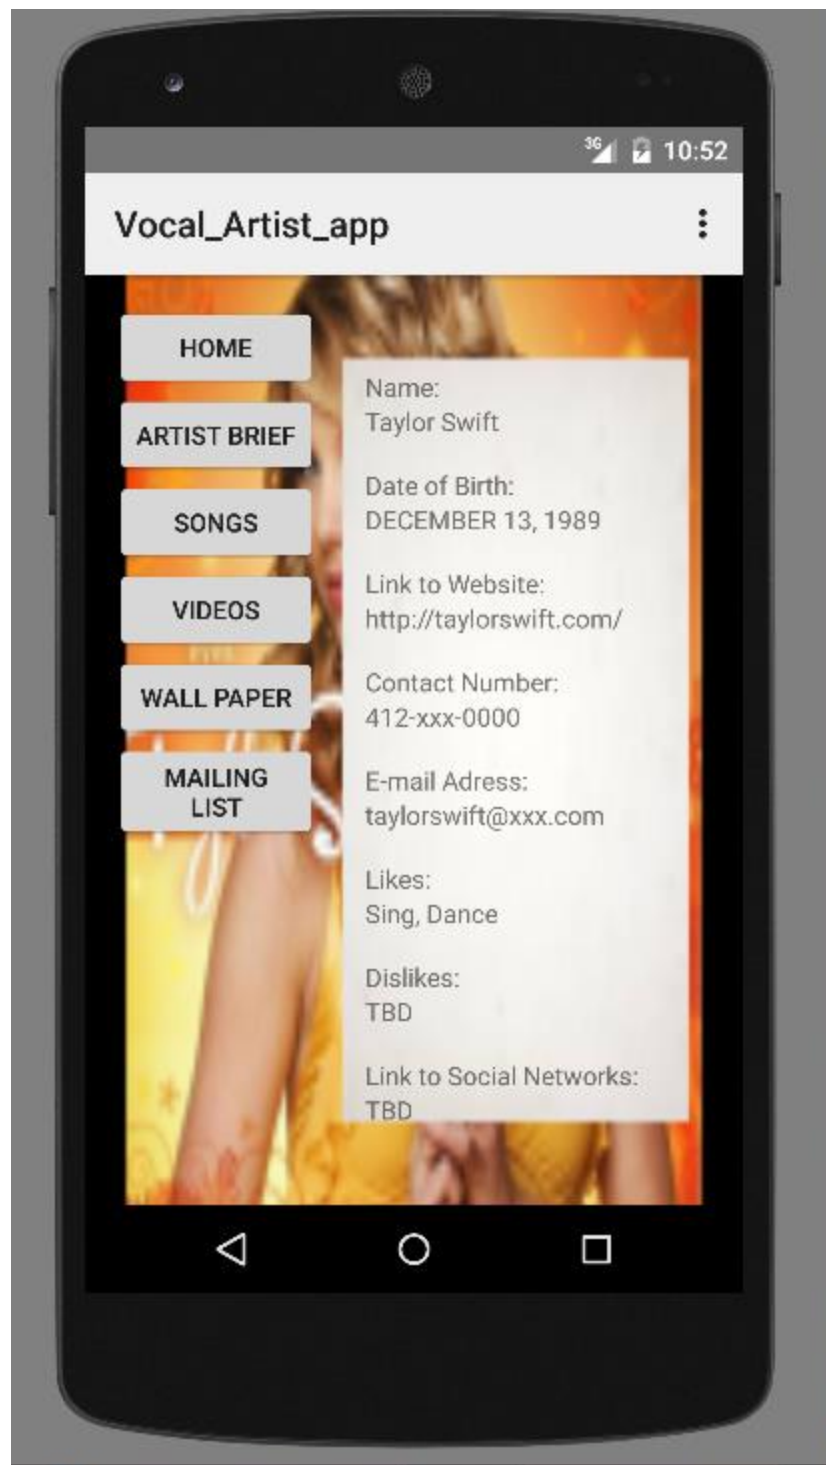 3G 10:52
Vocal_Artist_app
HOME
ARTIST BRIEF
SONGS
VIDEOS
WALL PAPER
MAILING
LIST
Name:
Taylor Swift
Date of Birth:
DECEMBER 13, 1989
Link to Website:
http://taylorswift.com/
Contact Number:
412-xxx-0000
E-mail Adress:
taylorswift@xxx.com
Likes:
Sing, Dance
Dislikes:
TBD
Link to Social Networks:
TBD